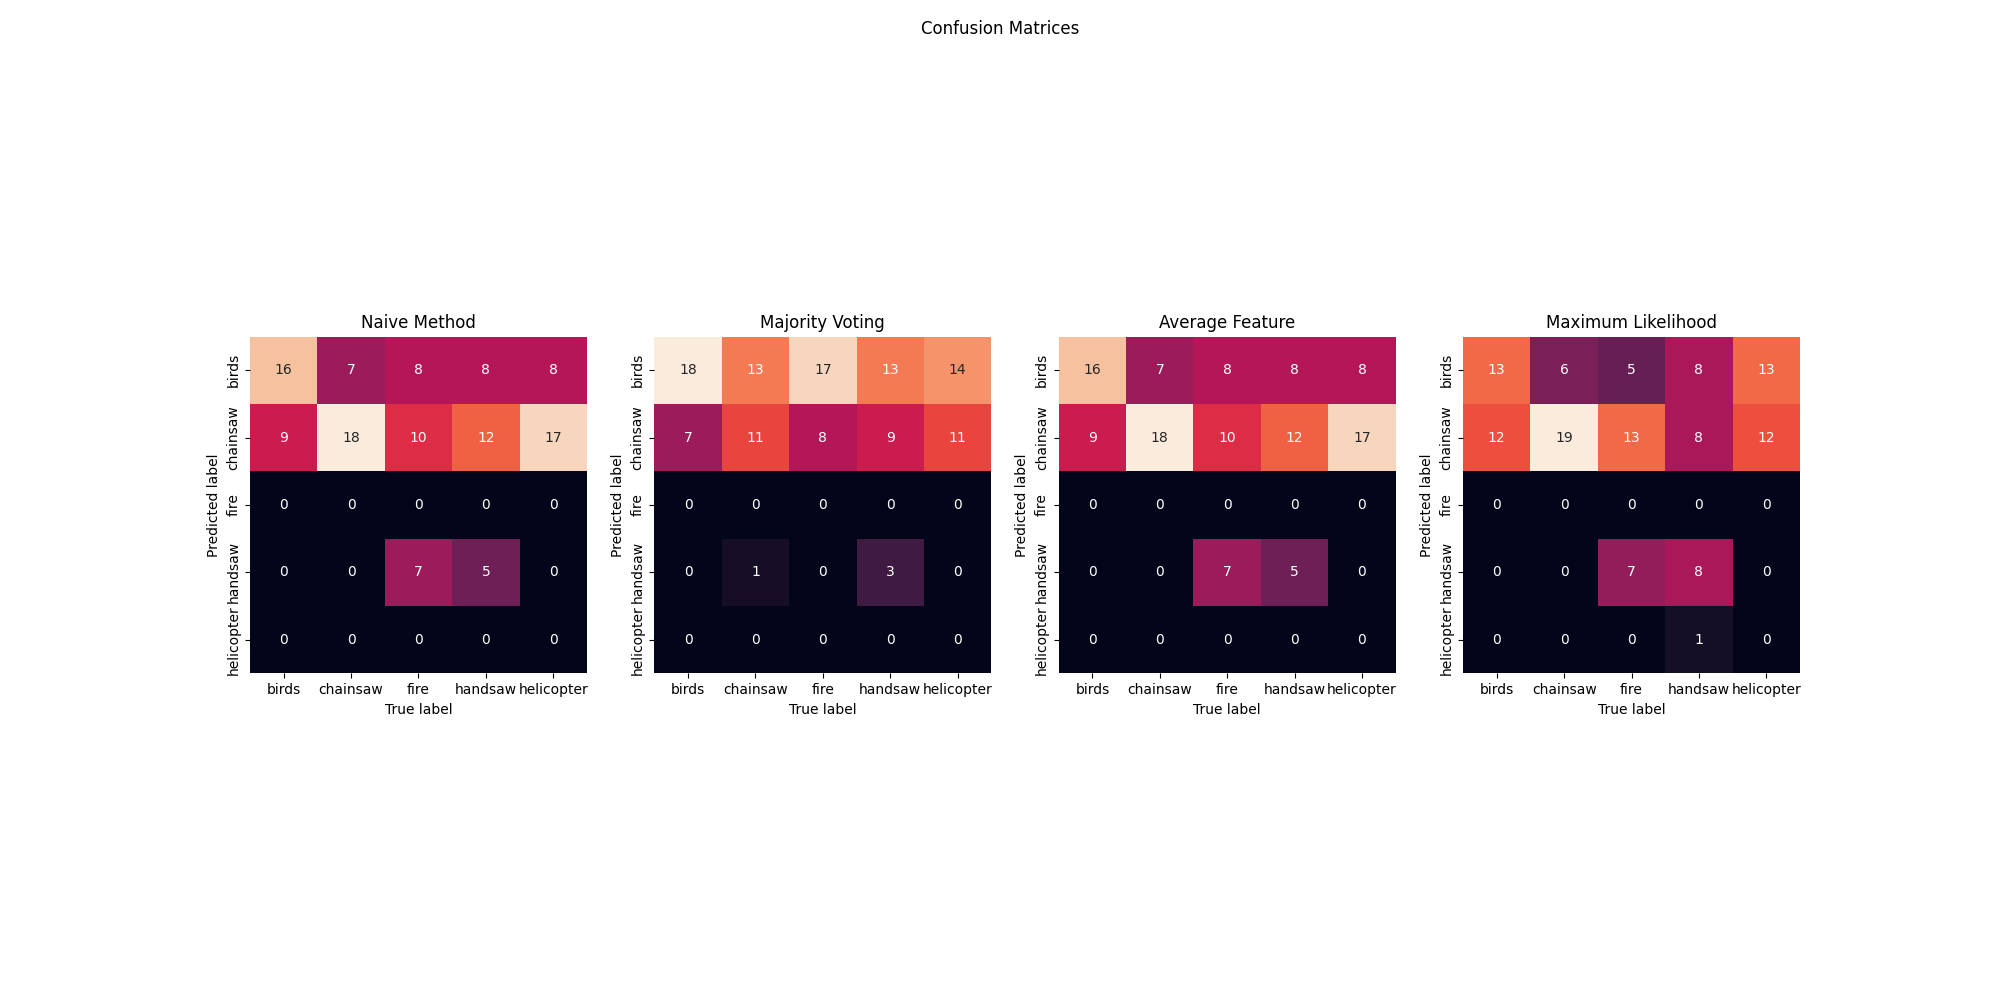 Confusion Matrices
Naive Method
Predicted label
birds
16 7 8 8 8
chainsaw
9 18 10 12 17
fire
0 0 0 0 0
handsaw
0 0 7 5 0
helicopter
0 0 0 0 0
birds chainsaw fire handsaw helicopter
True label
Majority Voting
Predicted label
birds
18 13 17 13 14
chainsaw
7 11 8 9 11
fire
0 0 0 0 0
handsaw
0 1 0 3 0
helicopter
0 0 0 0 0
birds chainsaw fire handsaw helicopter
True label
Average Feature
Predicted label
birds
16 7 8 8 8
chainsaw
9 18 10 12 17
fire
0 0 0 0 0
handsaw
0 0 7 5 0
helicopter
0 0 0 0 0
birds chainsaw fire handsaw helicopter
True label
Maximum Likelihood
Predicted label
birds
13 6 5 8 13
chainsaw
12 19 13 8 12
fire
0 0 0 0 0
handsaw
0 0 7 8 0
helicopter
0 0 0 1 0
birds chainsaw fire handsaw helicopter
True label